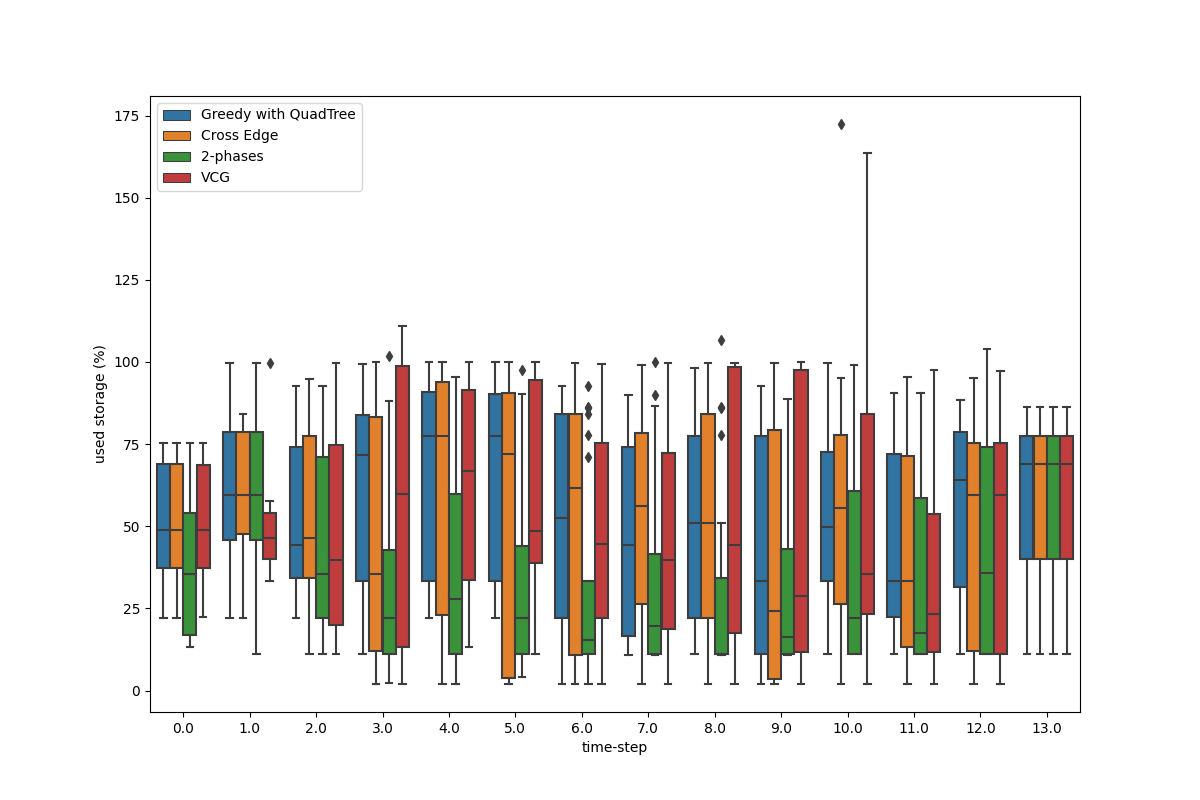 Greedy with QuadTree
Cross Edge
2-phases
VCG
175
150
125
100
75
50
25
0
used storage (%)
0.0 1.0 2.0 3.0 4.0 5.0 6.0 7.0 8.0 9.0 10.0 11.0 12.0 13.0
time-step